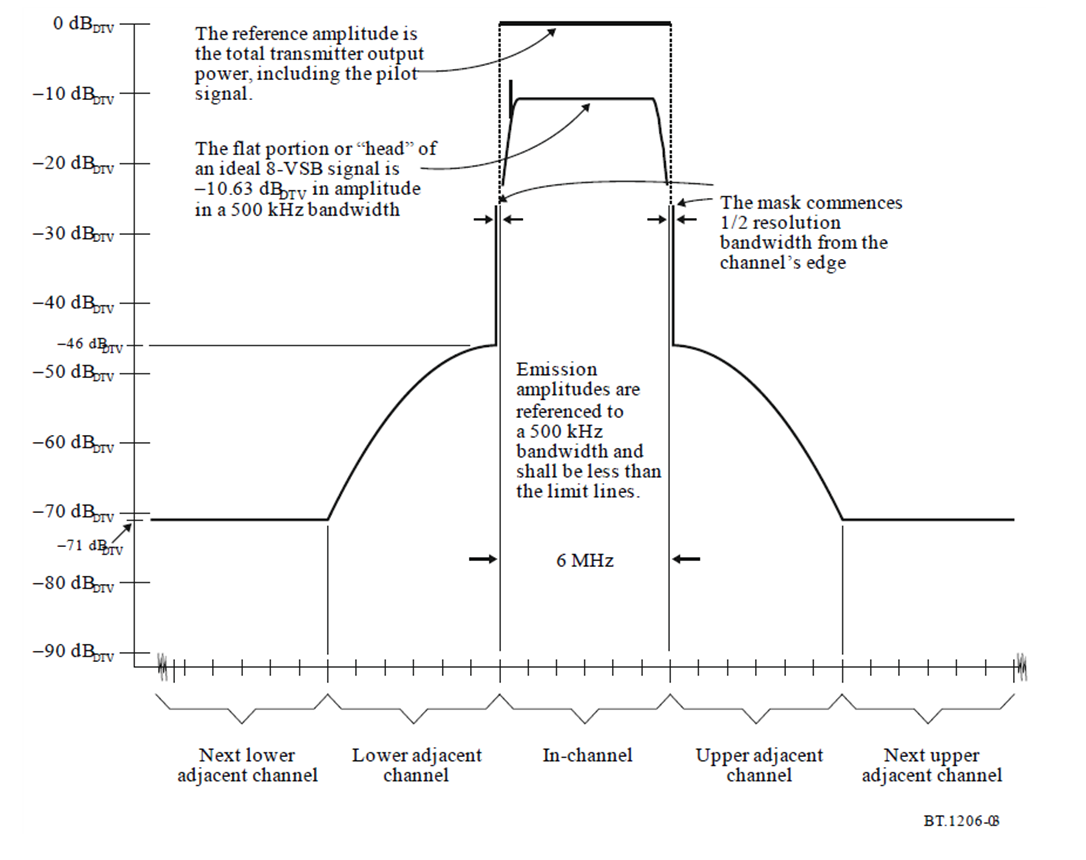 0 dBDTV
The reference amplitude is
the total transmitter output
power, including the pilot
signal.
−10 dBDTV
The flat portion or “head” of
an ideal 8-VSB signal is
−10.63 dBDTV in amplitude
in a 500 kHz bandwidth
−20 dBDTV
The mask commences
1/2 resolution
bandwidth from the
channel’s edge
−30 dBDTV
−40 dBDTV
−46 dBDTV
−50 dBDTV
Emission
amplitudes are
referenced to
a 500 kHz
bandwidth and
shall be less than
the limit lines.
−60 dBDTV
−70 dBDTV
−71 dBDTV
6 MHz
−80 dBDTV
−90 dBDTV
Next lower
adjacent channel
Lower adjacent
channel
In-channel
Upper adjacent
channel
Next upper
adjacent channel
BT.1206-03